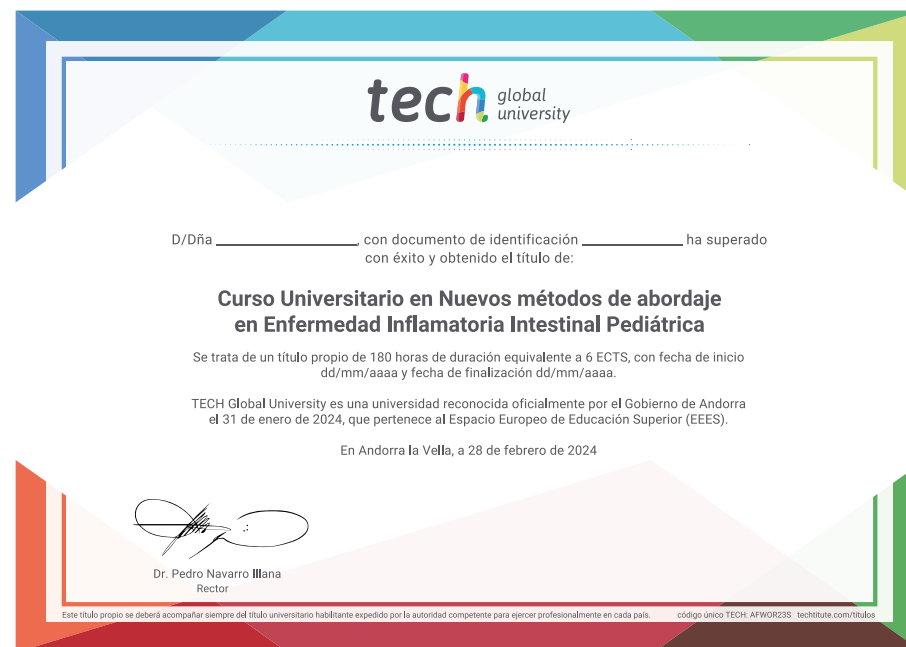 tech global university
D/Dña ____________________, con documento de identificación ______________ ha superado
con éxito y obtenido el título de:
Curso Universitario en Nuevos métodos de abordaje
en Enfermedad Inflamatoria Intestinal Pediátrica
Se trata de un título propio de 180 horas de duración equivalente a 6 ECTS, con fecha de inicio
dd/mm/aaaa y fecha de finalización dd/mm/aaaa.
TECH Global University es una universidad reconocida oficialmente por el Gobierno de Andorra
el 31 de enero de 2024, que pertenece al Espacio Europeo de Educación Superior (EEES).
En Andorra la Vella, a 28 de febrero de 2024
Dr. Pedro Navarro Illana
Rector
Este título propio se deberá acompañar siempre del título universitario habilitante expedido por la autoridad competente para ejercer profesionalmente en cada país. código único TECH: AFWOR23S techtitute.com/titulos